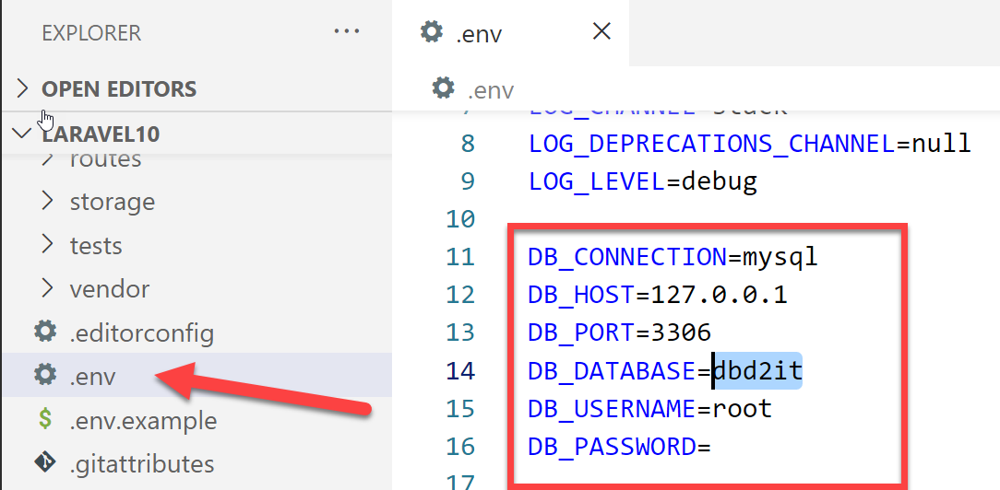 EXPLORER
OPEN EDITORS
LARAVEL10
routes
storage
tests
vendor
.editorconfig
.env
.env.example
.gitattributes
.env
.env
7 LOG_CHANNEL=stack
8 LOG_DEPRECATIONS_CHANNEL=null
9 LOG_LEVEL=debug
10
11 DB_CONNECTION=mysql
12 DB_HOST=127.0.0.1
13 DB_PORT=3306
14 DB_DATABASE=dbd2it
15 DB_USERNAME=root
16 DB_PASSWORD=
17